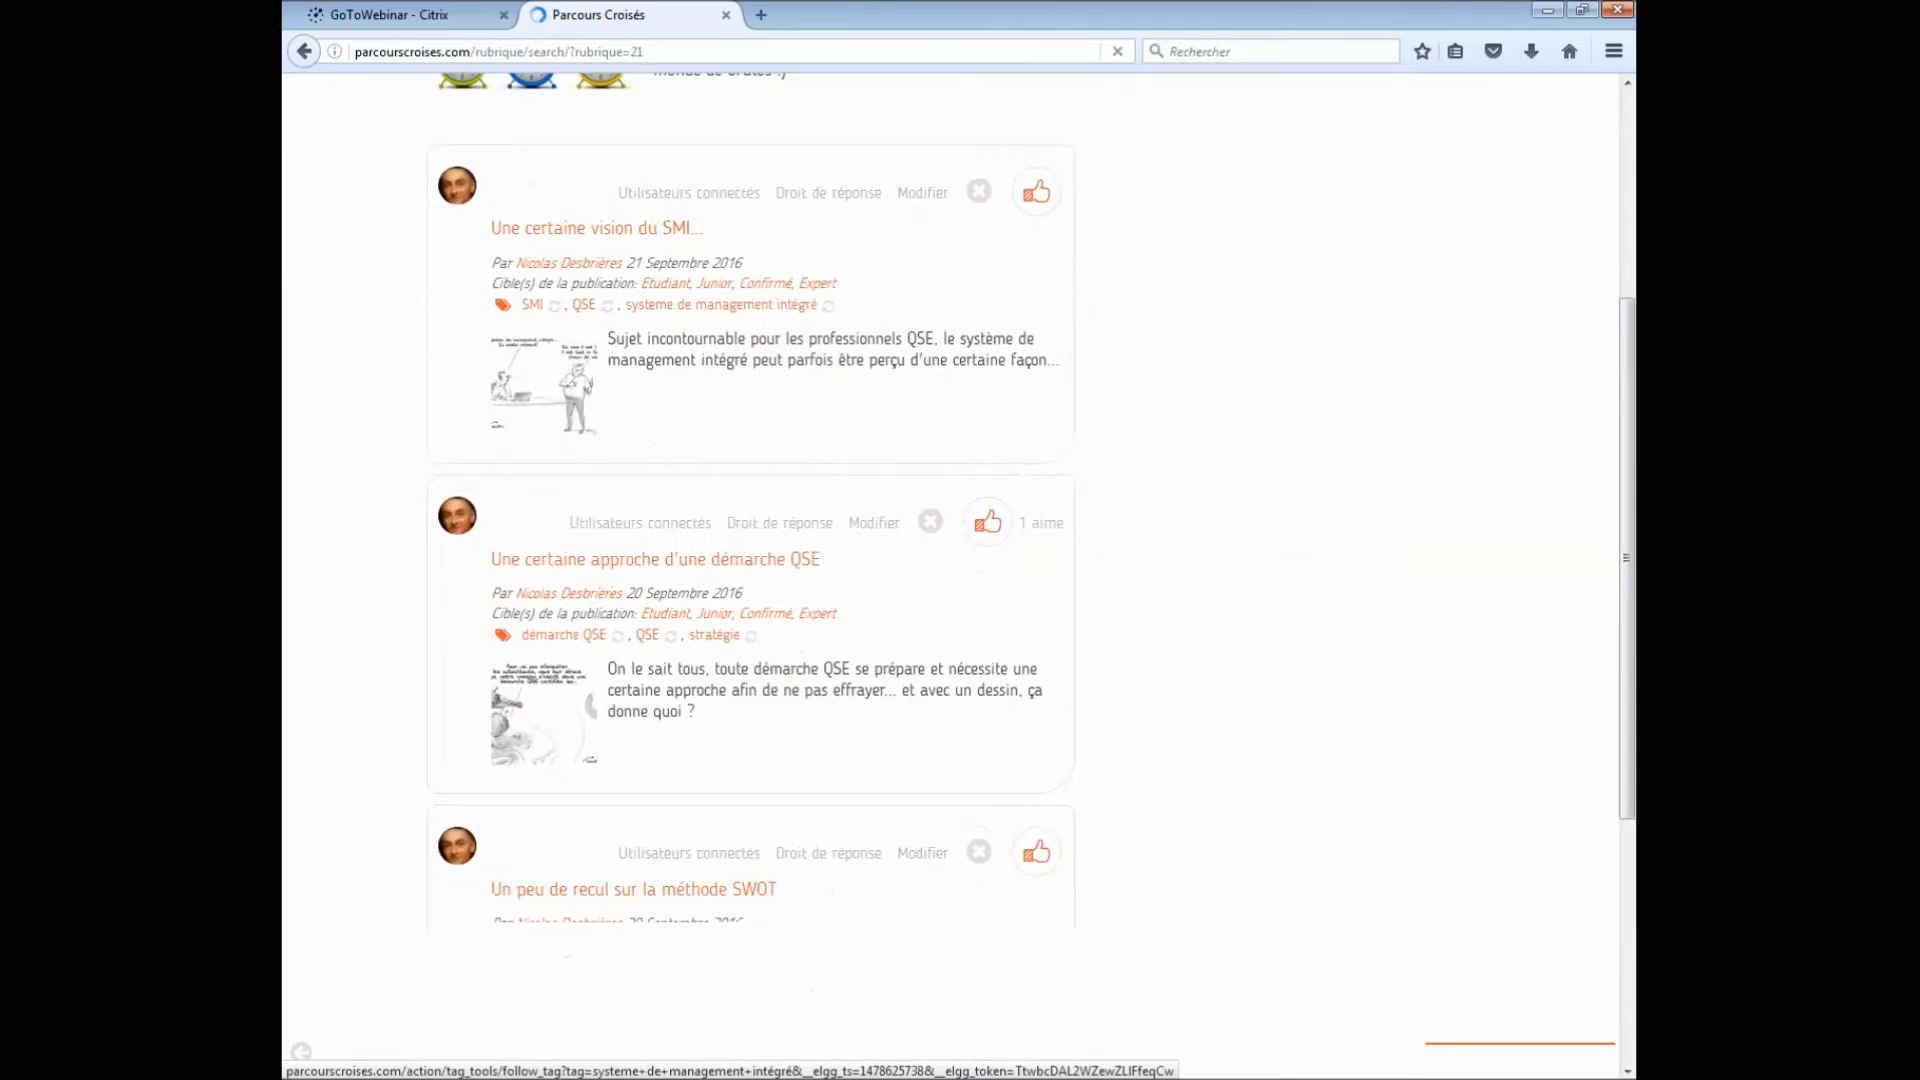 GoToWebinar - Citrix
Parcours Croisés
parcourscroises.com/rubrique/search/?rubrique=21
Rechercher
Utilisateurs connectés Droit de réponse Modifier
Une certaine vision du SMI...
Par Nicolas Desbrières 21 Septembre 2016
Cible(s) de la publication: Etudiant, Junior, Confirmé, Expert
SMI , QSE , systeme de management intégré
Sujet incontournable pour les professionnels QSE, le système de
management intégré peut parfois être perçu d'une certaine façon...
Utilisateurs connectés Droit de réponse Modifier 1 aime
Une certaine approche d'une démarche QSE
Par Nicolas Desbrières 20 Septembre 2016
Cible(s) de la publication: Etudiant, Junior, Confirmé, Expert
démarche QSE , QSE , stratégie
On le sait tous, toute démarche QSE se prépare et nécessite une
certaine approche afin de ne pas effrayer... et avec un dessin, ça
donne quoi ?
Utilisateurs connectés Droit de réponse Modifier
Un peu de recul sur la méthode SWOT
parcourscroises.com/action/tag_tools/follow_tag?tag=systeme+de+management+intégré&__elgg_ts=1478625738&__elgg_token=TtwbcDAL2WZewZLIFfeqCw